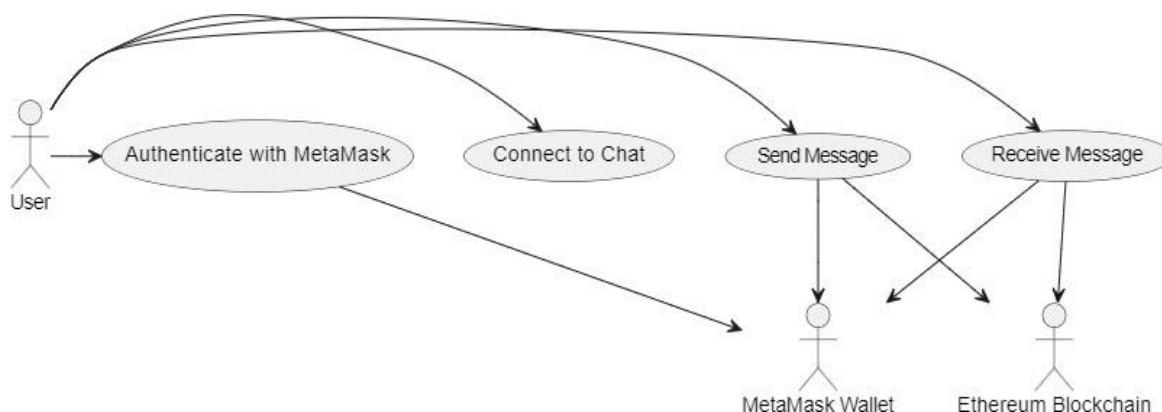 Authenticate with MetaMask
Connect to Chat
Send Message
Receive Message
User
MetaMask Wallet
Ethereum Blockchain